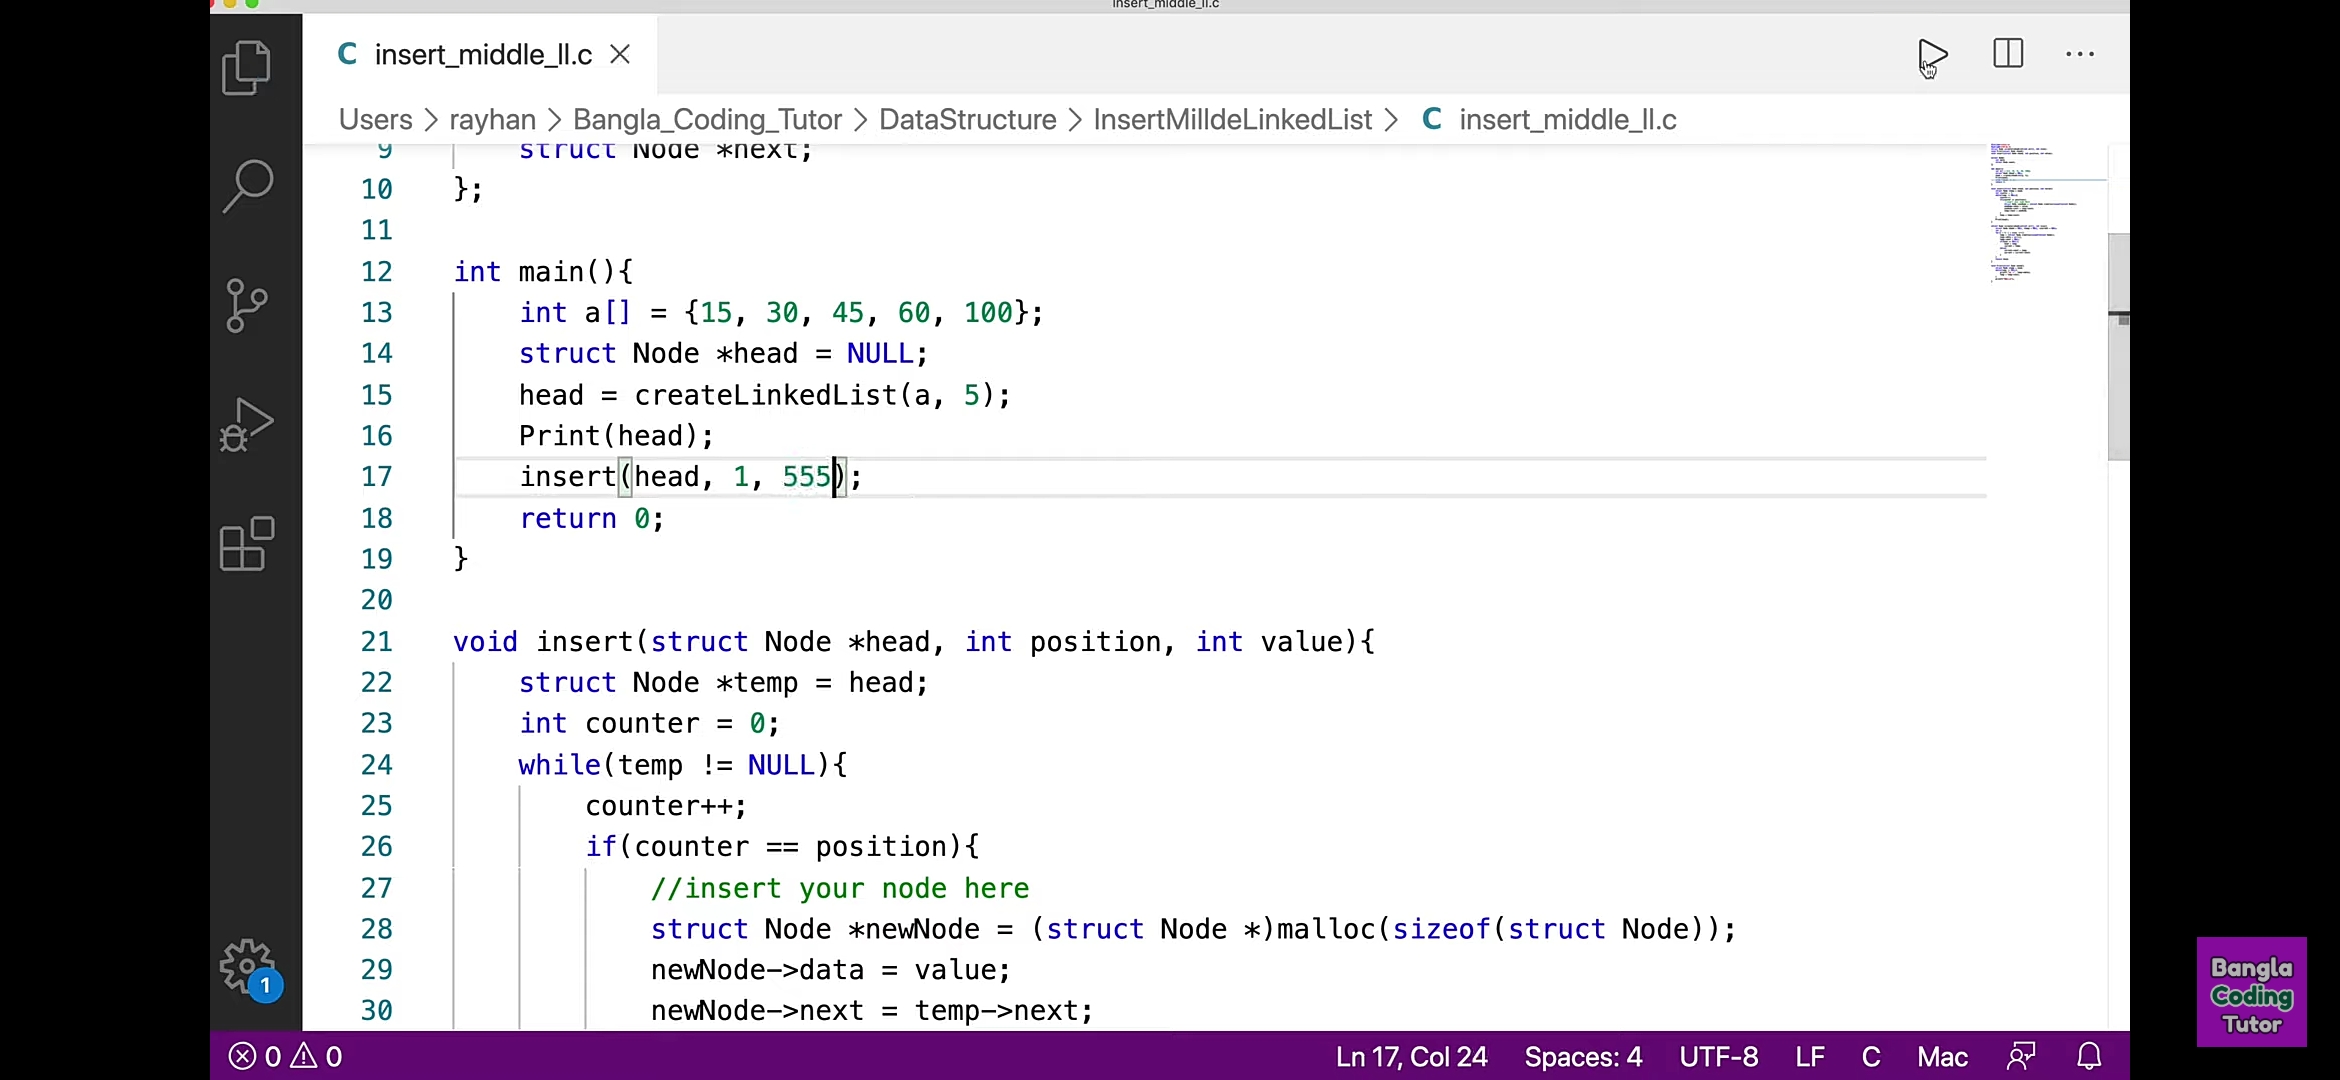 insert_middle_ll.c
C insert_middle_ll.c
Users > rayhan > Bangla_Coding_Tutor > DataStructure > InsertMilldeLinkedList > C insert_middle_ll.c
9 struct Node *next;
10 };
11
12 int main(){
13 int a[] = {15, 30, 45, 60, 100};
14 struct Node *head = NULL;
15 head = createLinkedList(a, 5);
16 Print(head);
17 insert(head, 1, 555);
18 return 0;
19 }
20
21 void insert(struct Node *head, int position, int value){
22 struct Node *temp = head;
23 int counter = 0;
24 while(temp != NULL){
25 counter++;
26 if(counter == position){
27 //insert your node here
28 struct Node *newNode = (struct Node *)malloc(sizeof(struct Node));
29 newNode->data = value;
30 newNode->next = temp->next;
1
0 0 Ln 17, Col 24 Spaces: 4 UTF-8 LF C Mac
Bangla
Coding
Tutor